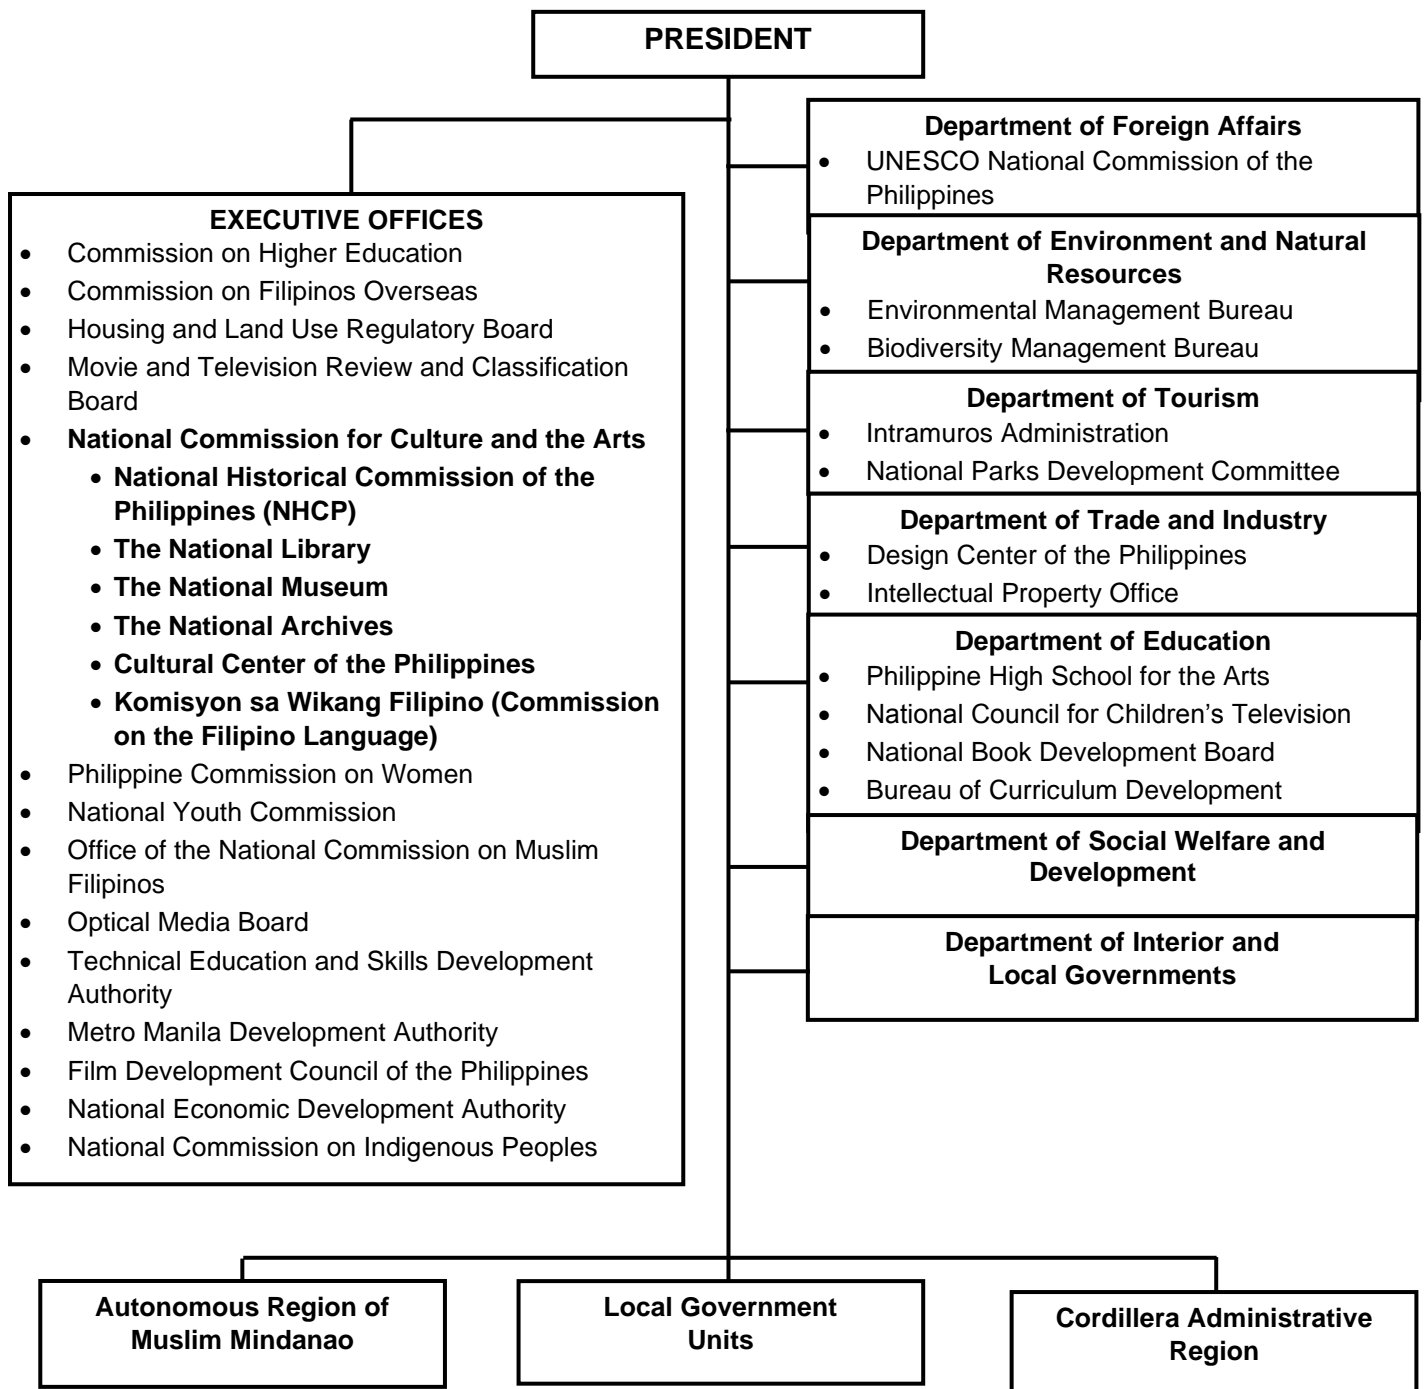 PRESIDENT
EXECUTIVE OFFICES
• Commission on Higher Education
• Commission on Filipinos Overseas
• Housing and Land Use Regulatory Board
• Movie and Television Review and Classification
Board
• National Commission for Culture and the Arts
• National Historical Commission of the
Philippines (NHCP)
• The National Library
• The National Museum
• The National Archives
• Cultural Center of the Philippines
• Komisyon sa Wikang Filipino (Commission
on the Filipino Language)
• Philippine Commission on Women
• National Youth Commission
• Office of the National Commission on Muslim
Filipinos
• Optical Media Board
• Technical Education and Skills Development
Authority
• Metro Manila Development Authority
• Film Development Council of the Philippines
• National Economic Development Authority
• National Commission on Indigenous Peoples
Department of Foreign Affairs
• UNESCO National Commission of the
Philippines
Department of Environment and Natural
Resources
• Environmental Management Bureau
• Biodiversity Management Bureau
Department of Tourism
• Intramuros Administration
• National Parks Development Committee
Department of Trade and Industry
• Design Center of the Philippines
• Intellectual Property Office
Department of Education
• Philippine High School for the Arts
• National Council for Children’s Television
• National Book Development Board
• Bureau of Curriculum Development
Department of Social Welfare and
Development
Department of Interior and
Local Governments
Autonomous Region of
Muslim Mindanao
Local Government
Units
Cordillera Administrative
Region